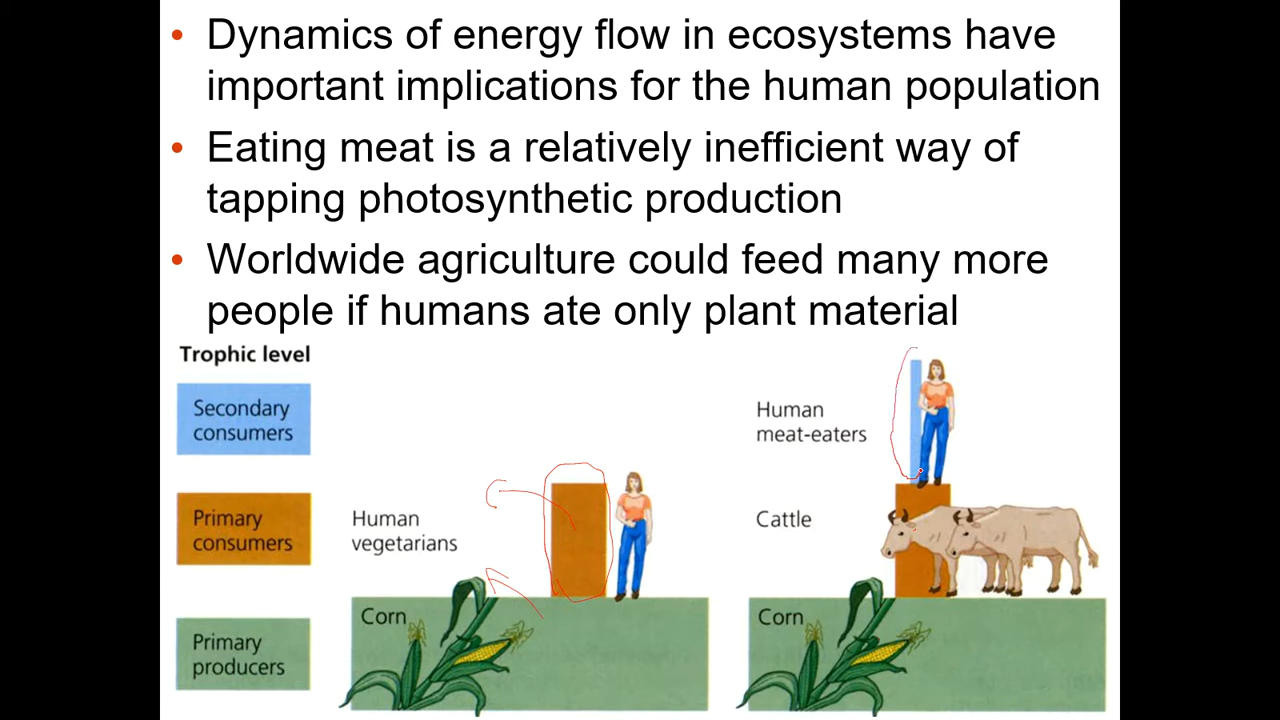 • Dynamics of energy flow in ecosystems have
important implications for the human population
• Eating meat is a relatively inefficient way of
tapping photosynthetic production
• Worldwide agriculture could feed many more
people if humans ate only plant material
Trophic level
Secondary
consumers
Human
meat-eaters
Primary
consumers
Human
vegetarians
Cattle
Primary
producers
Corn
Corn